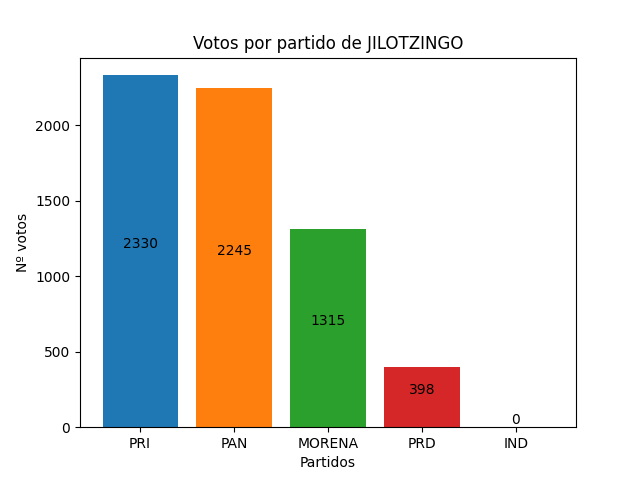 Votos por partido de JILOTZINGO
Nº votos
2000
1500
1000
500
0
2330
2245
1315
398
0
PRI
PAN
MORENA
PRD
IND
Partidos